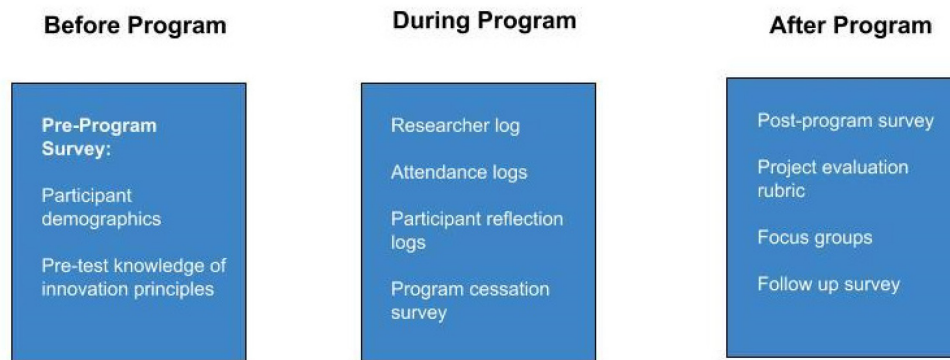 Before Program
During Program
After Program
Pre-Program
Survey:
Participant
demographics
Pre-test knowledge of
innovation principles
Researcher log
Attendance logs
Participant reflection
logs
Program cessation
survey
Post-program survey
Project evaluation
rubric
Focus groups
Follow up survey